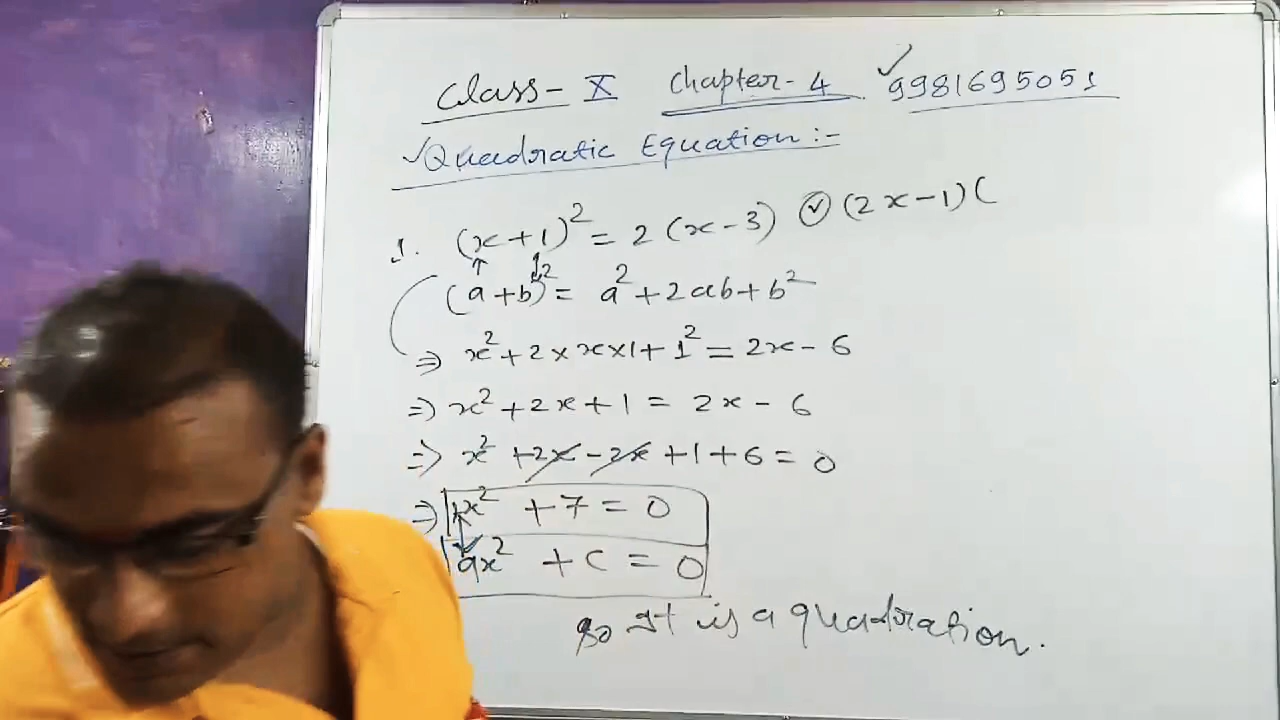 Class - X Chapter - 4 ✓ 9981695051
✓Quadratic Equation :-
1. (x+1)² = 2 (x-3) ✓ (2x-1)(
(a+b)² = a²+2ab+b²
⇒ x²+2×x×1+1² = 2x-6
⇒ x²+2x+1 = 2x-6
⇒ x² +2x-2x+1+6=0
⇒ 1x² +7=0
ax² +c=0
so It is a quadration.